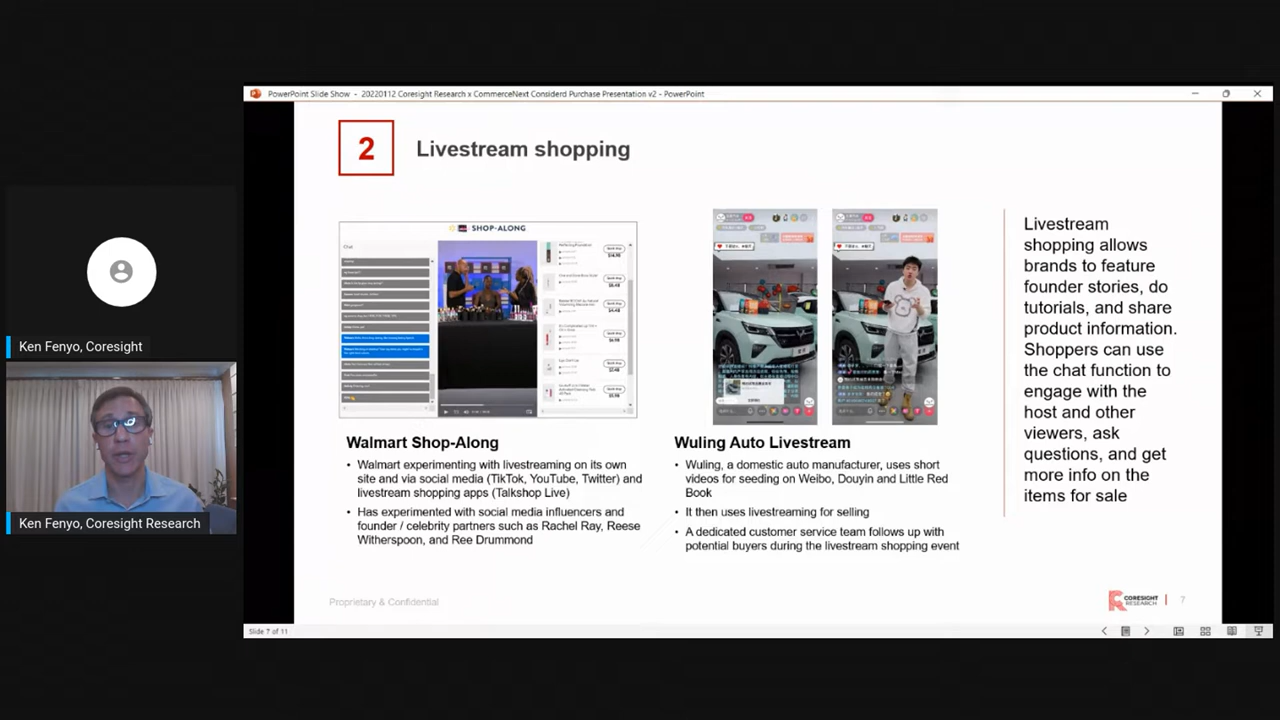 PowerPoint Slide Show - 20220112 Coresight Research x CommerceNext Considerd Purchase Presentation v2 - PowerPoint
2
Livestream shopping
SHOP-ALONG
Chat
Walmart Shop-Along
• Walmart experimenting with livestreaming on its own
site and via social media (TikTok, YouTube, Twitter) and
livestream shopping apps (Talkshop Live)
• Has experimented with social media influencers and
founder / celebrity partners such as Rachel Ray, Reese
Witherspoon, and Ree Drummond
Wuling Auto Livestream
• Wuling, a domestic auto manufacturer, uses short
videos for seeding on Weibo, Douyin and Little Red
Book
• It then uses livestreaming for selling
• A dedicated customer service team follows up with
potential buyers during the livestream shopping event
Livestream
shopping allows
brands to feature
founder stories, do
tutorials, and share
product information.
Shoppers can use
the chat function to
engage with the
host and other
viewers, ask
questions, and get
more info on the
items for sale
Ken Fenyo, Coresight
Ken Fenyo, Coresight Research
Proprietary & Confidential
CORESIGHT
RESEARCH
7
Slide 7 of 11